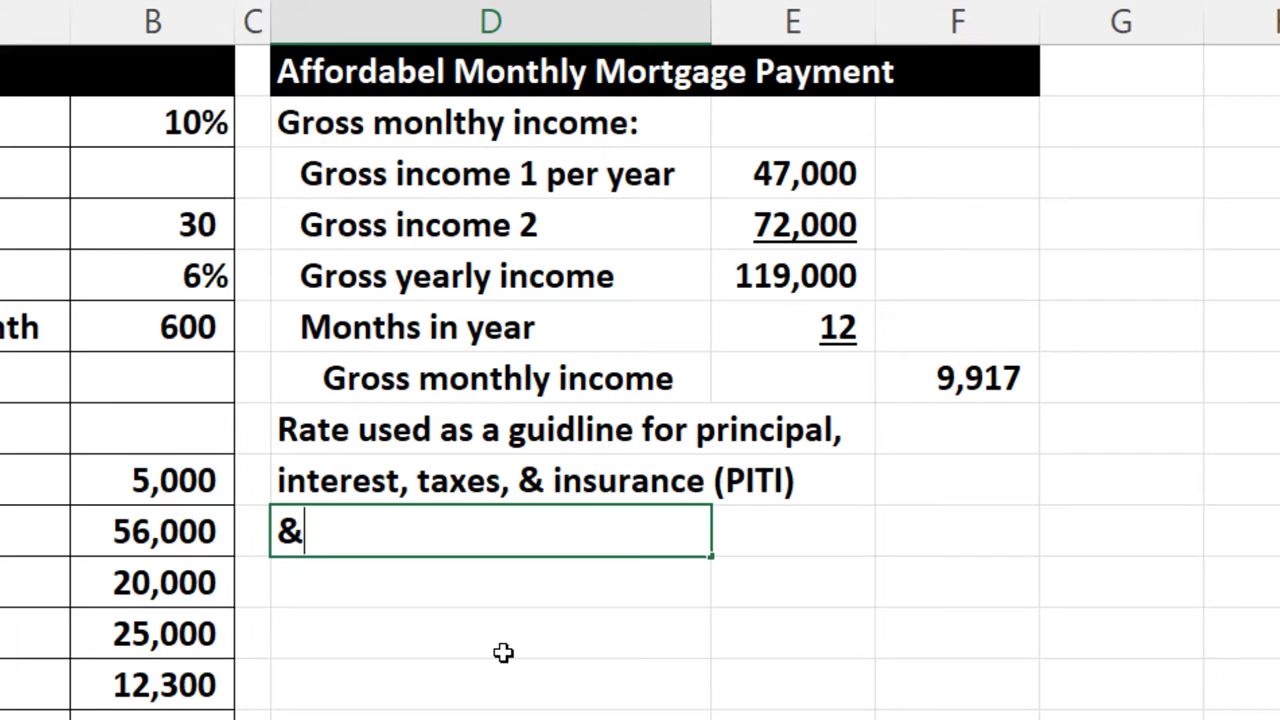 B C D E F G
Affordabel Monthly Mortgage Payment
10% Gross monlthy income:
Gross income 1 per year 47,000
30 Gross income 2 72,000
6% Gross yearly income 119,000
600 Months in year 12
Gross monthly income 9,917
Rate used as a guidline for principal,
5,000 interest, taxes, & insurance (PITI)
56,000 &
20,000
25,000
12,300